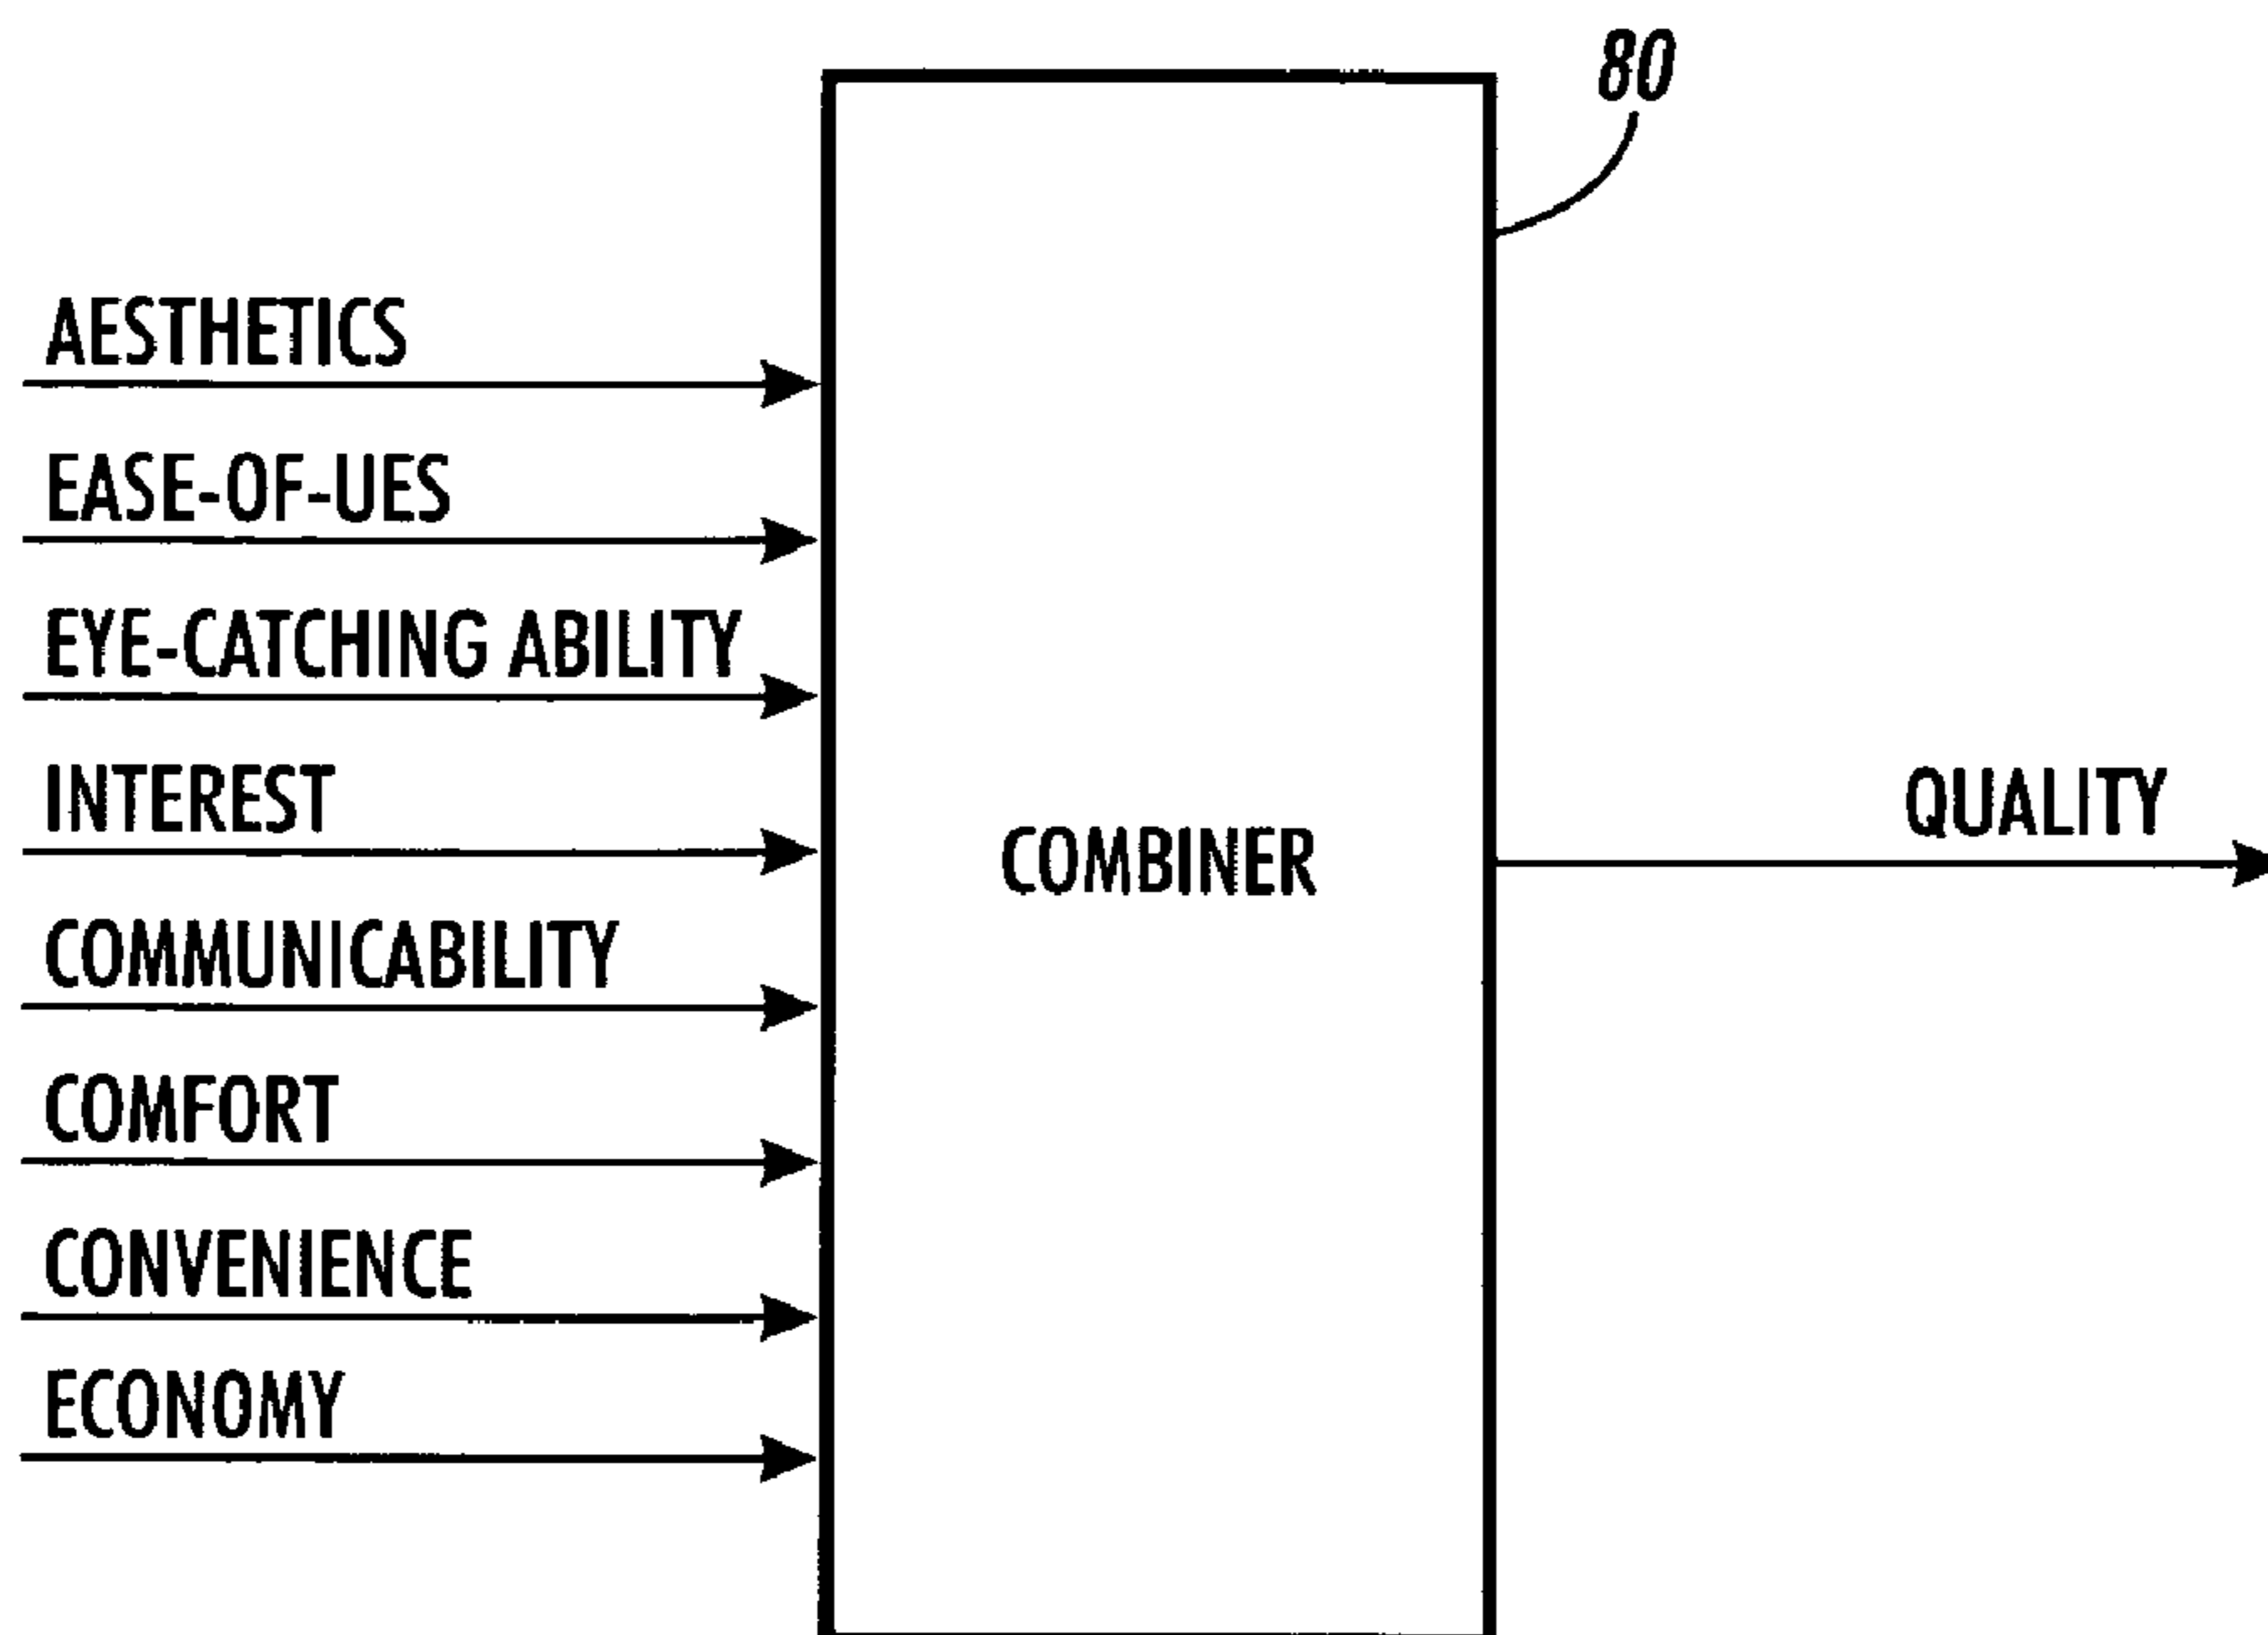 80
AESTHETICS
EASE-OF-UES
EYE-CATCHING ABILITY
INTEREST
COMMUNICABILITY
COMFORT
CONVENIENCE
ECONOMY
COMBINER
QUALITY